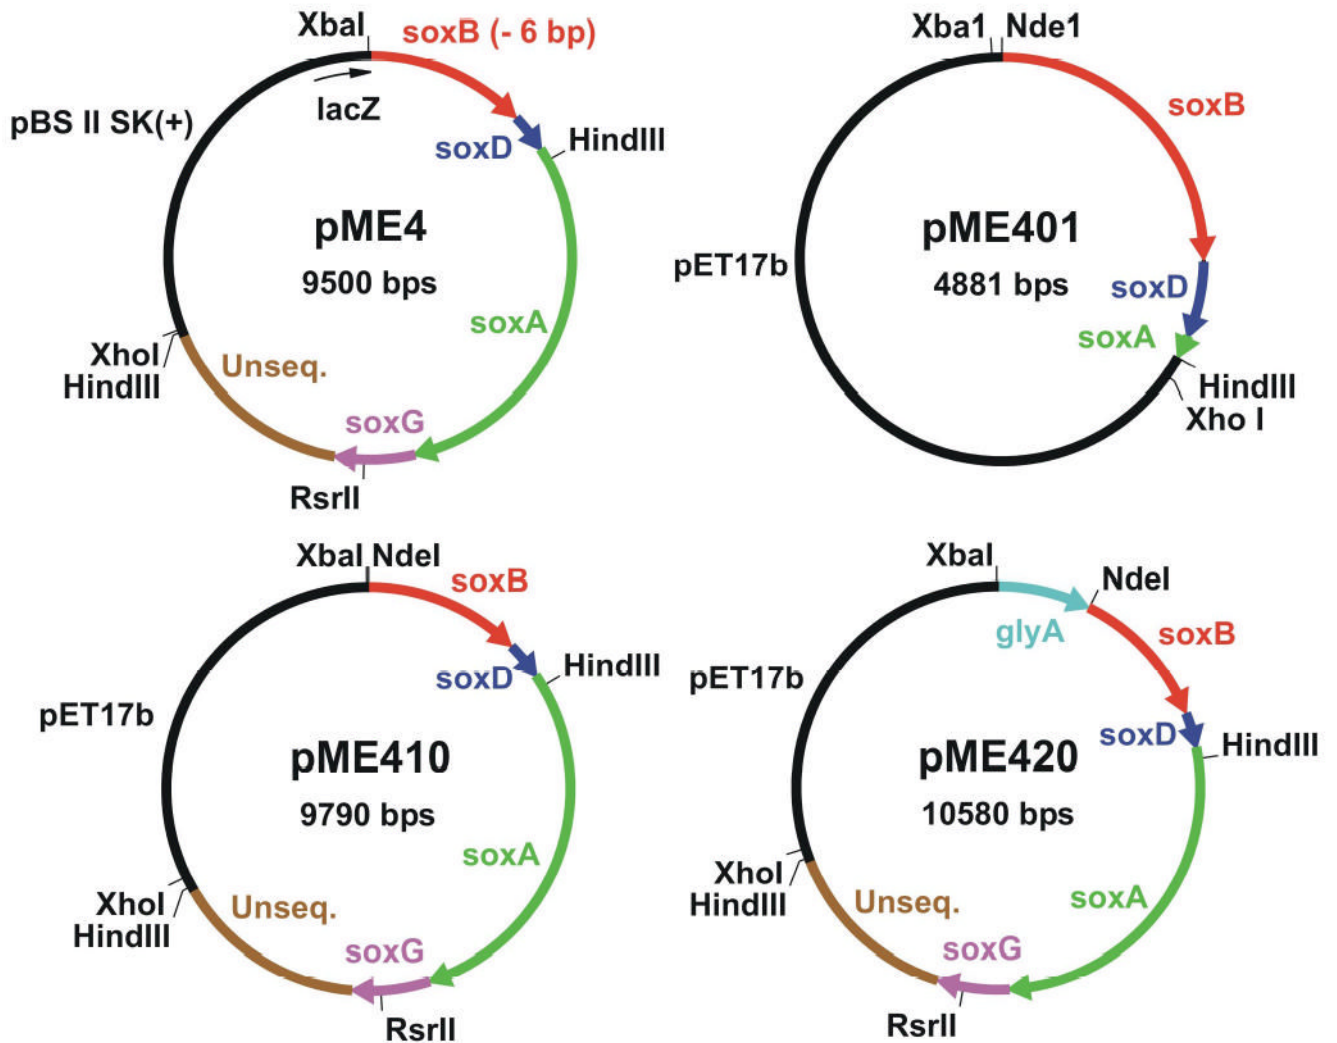 XbaI
soxB (- 6 bp)
lacZ
pBS II SK(+)
soxD
HindIII
pME4
9500 bps
soxA
XhoI
HindIII
Unseq.
soxG
RsrII
Xba1 Nde1
soxB
pET17b
pME401
4881 bps
soxD
soxA
HindIII
Xho I
XbaI NdeI
soxB
soxD
HindIII
pET17b
pME410
9790 bps
soxA
XhoI
HindIII
Unseq.
soxG
RsrII
XbaI
NdeI
glyA
soxB
pET17b
soxD
HindIII
pME420
10580 bps
XhoI
HindIII
Unseq.
soxA
soxG
RsrII